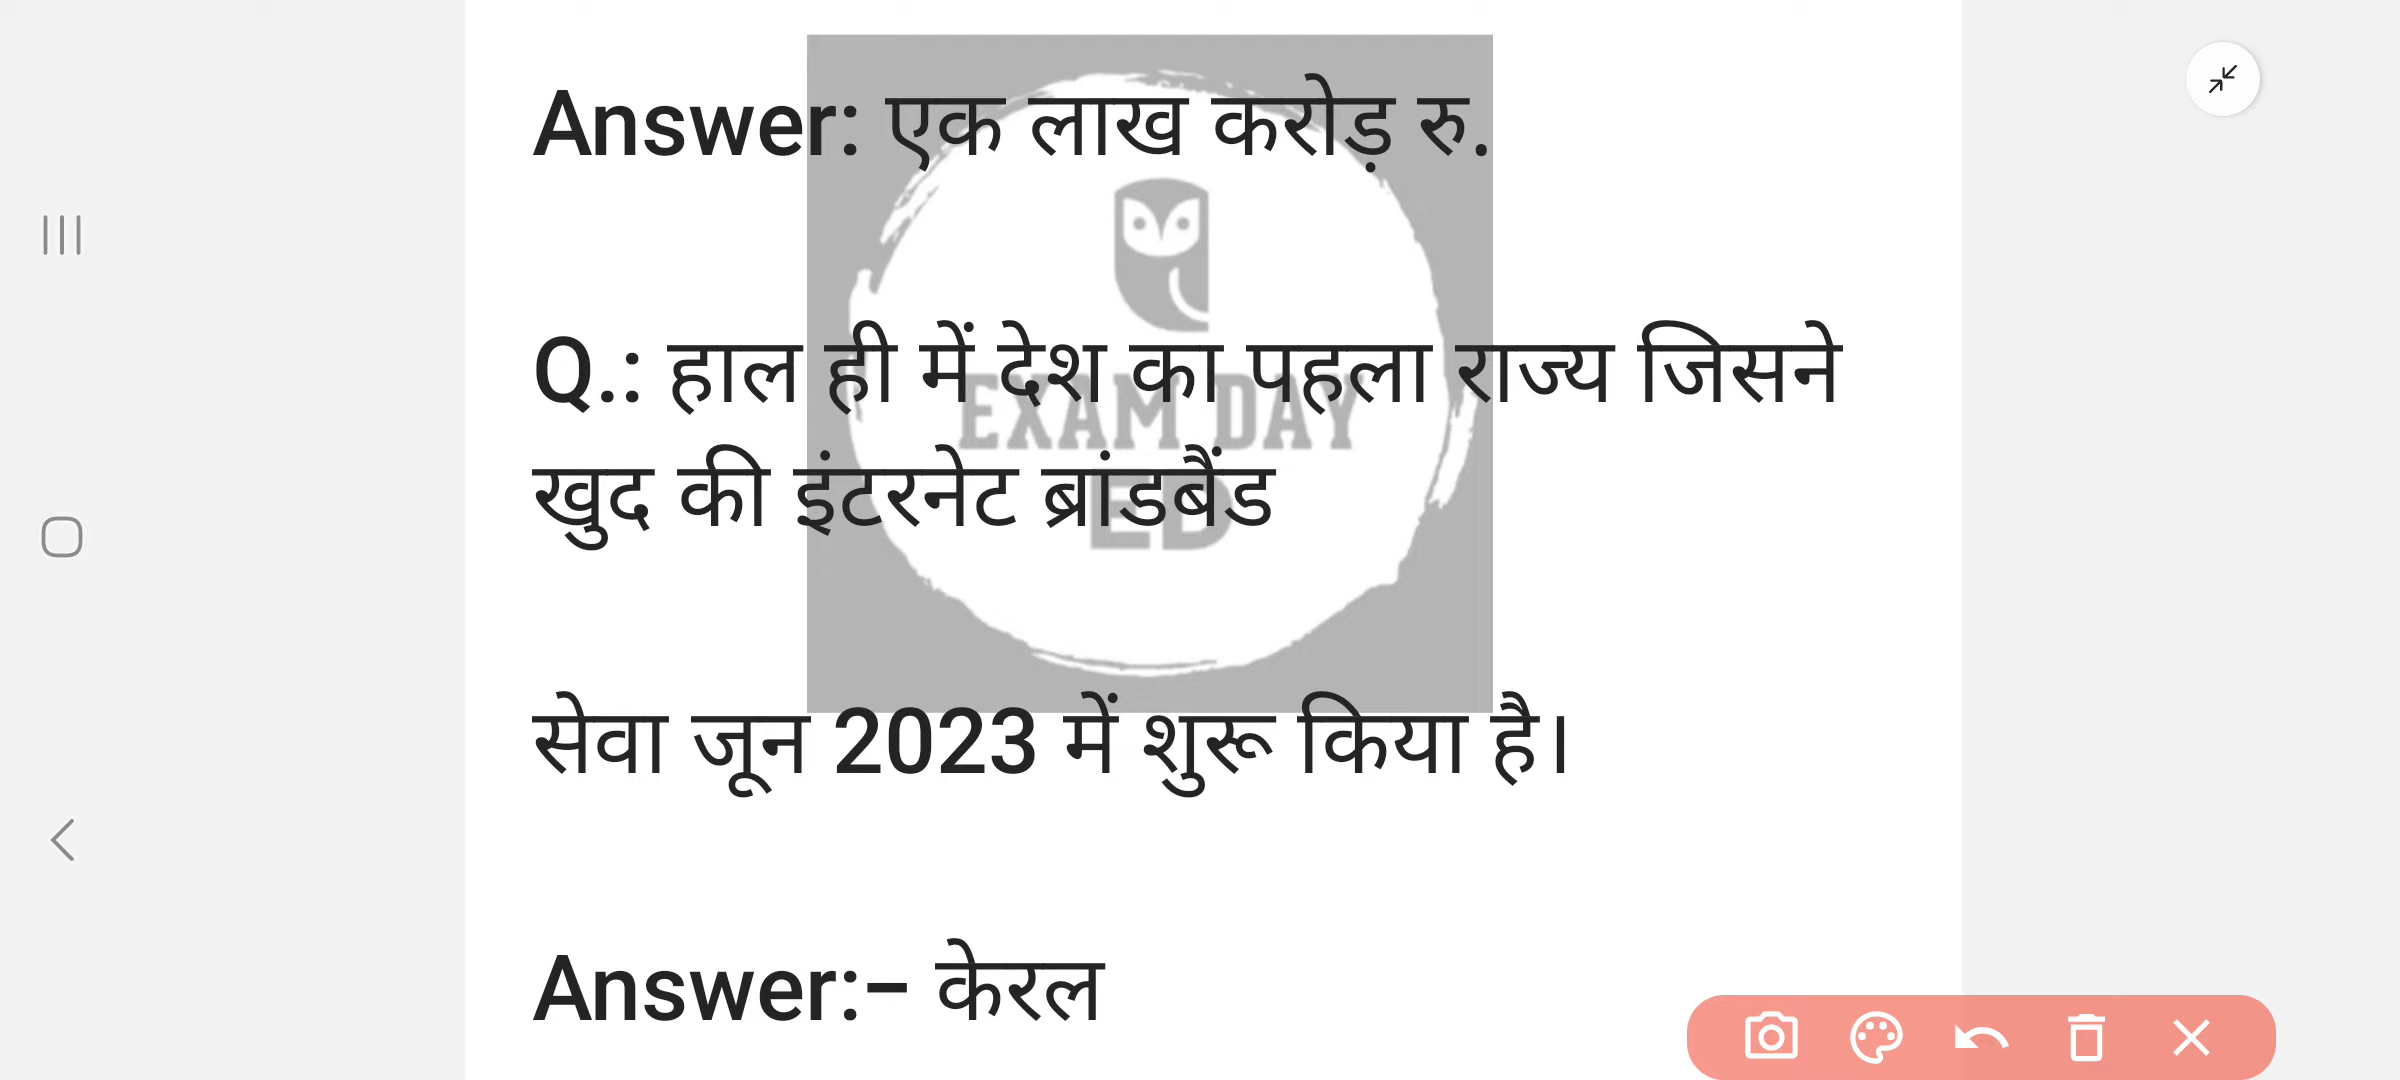 Answer: एक लाख करोड़ रु.
Q.: हाल ही में देश का पहला राज्य जिसने
खुद की इंटरनेट ब्रांडबैंड
EXAM DAY
ED
सेवा जून 2023 में शुरू किया है।
Answer:– केरल